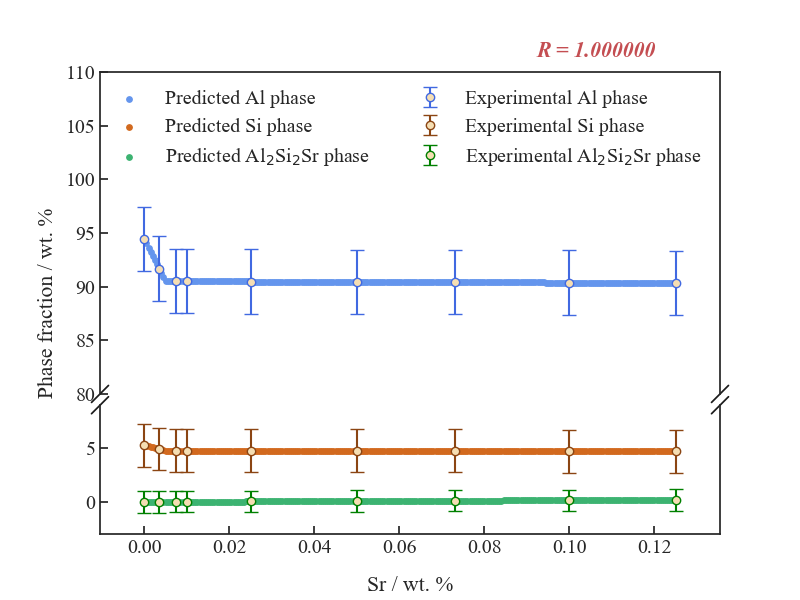 R = 1.000000
110
105
100
95
90
85
80
5
0
Phase fraction / wt. %
Predicted Al phase
Predicted Si phase
Predicted Al₂Si₂Sr phase
Experimental Al phase
Experimental Si phase
Experimental Al₂Si₂Sr phase
0.00 0.02 0.04 0.06 0.08 0.10 0.12
Sr / wt. %